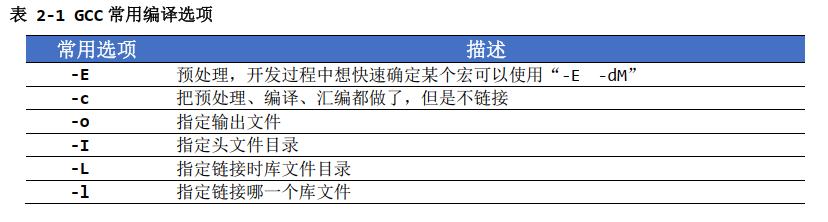 表 2-1 GCC 常用编译选项
常用选项 描述
-E 预处理，开发过程中想快速确定某个宏可以使用“-E -dM”
-c 把预处理、编译、汇编都做了，但是不链接
-o 指定输出文件
-I 指定头文件目录
-L 指定链接时库文件目录
-l 指定链接哪一个库文件